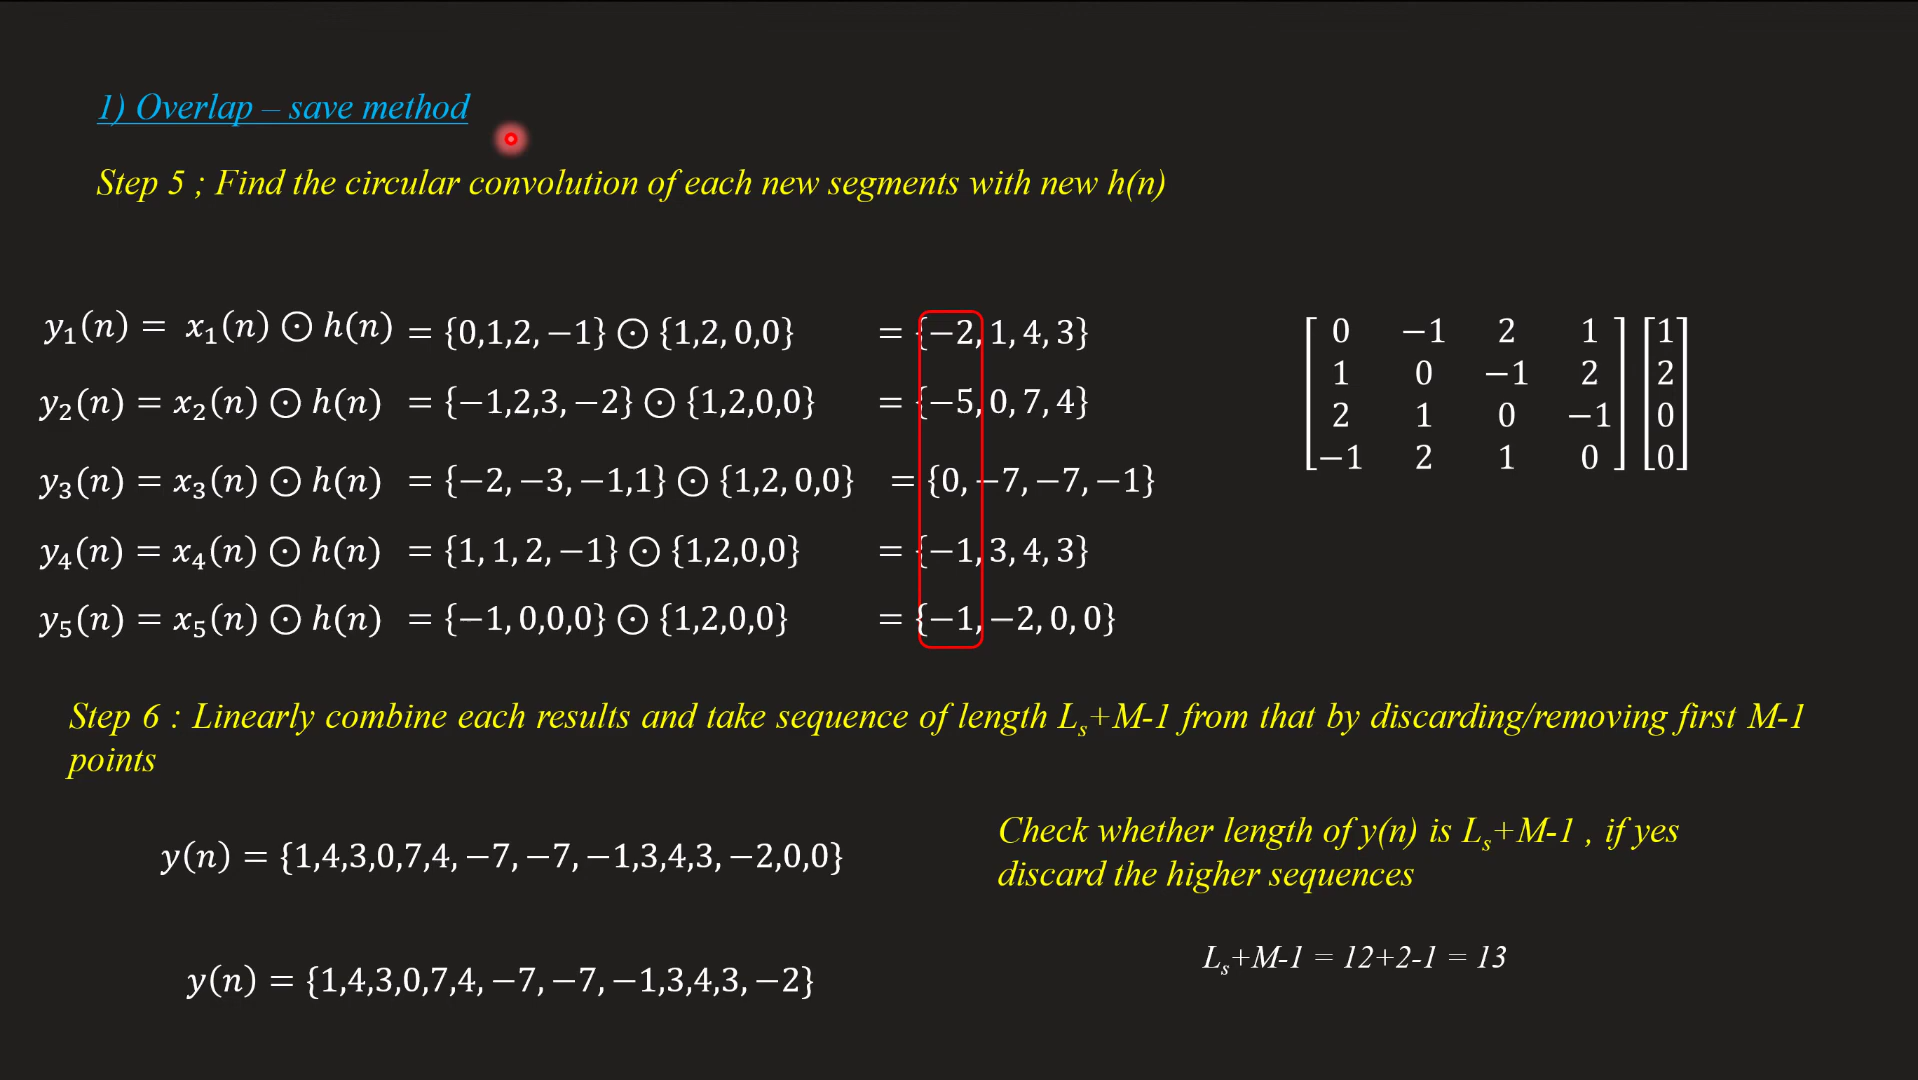 1) Overlap – save method
Step 5 ; Find the circular convolution of each new segments with new h(n)
y₁(n) = x₁(n) ⊙ h(n) = {0,1,2, −1} ⊙ {1,2, 0,0} = {−2, 1, 4, 3}
y₂(n) = x₂(n) ⊙ h(n) = {−1,2,3, −2} ⊙ {1,2,0,0} = {−5, 0, 7, 4}
y₃(n) = x₃(n) ⊙ h(n) = {−2, −3, −1,1} ⊙ {1,2, 0,0} = {0, −7, −7, −1}
y₄(n) = x₄(n) ⊙ h(n) = {1, 1, 2, −1} ⊙ {1,2,0,0} = {−1, 3, 4, 3}
y₅(n) = x₅(n) ⊙ h(n) = {−1, 0,0,0} ⊙ {1,2,0,0} = {−1, −2, 0, 0}
0 −1 2 1 1
1 0 −1 2 2
2 1 0 −1 0
−1 2 1 0 0
Step 6 : Linearly combine each results and take sequence of length Lₛ+M-1 from that by discarding/removing first M-1
points
y(n) = {1,4,3,0,7,4, −7, −7, −1,3,4,3, −2,0,0}
Check whether length of y(n) is Lₛ+M-1 , if yes
discard the higher sequences
Lₛ+M-1 = 12+2-1 = 13
y(n) = {1,4,3,0,7,4, −7, −7, −1,3,4,3, −2}